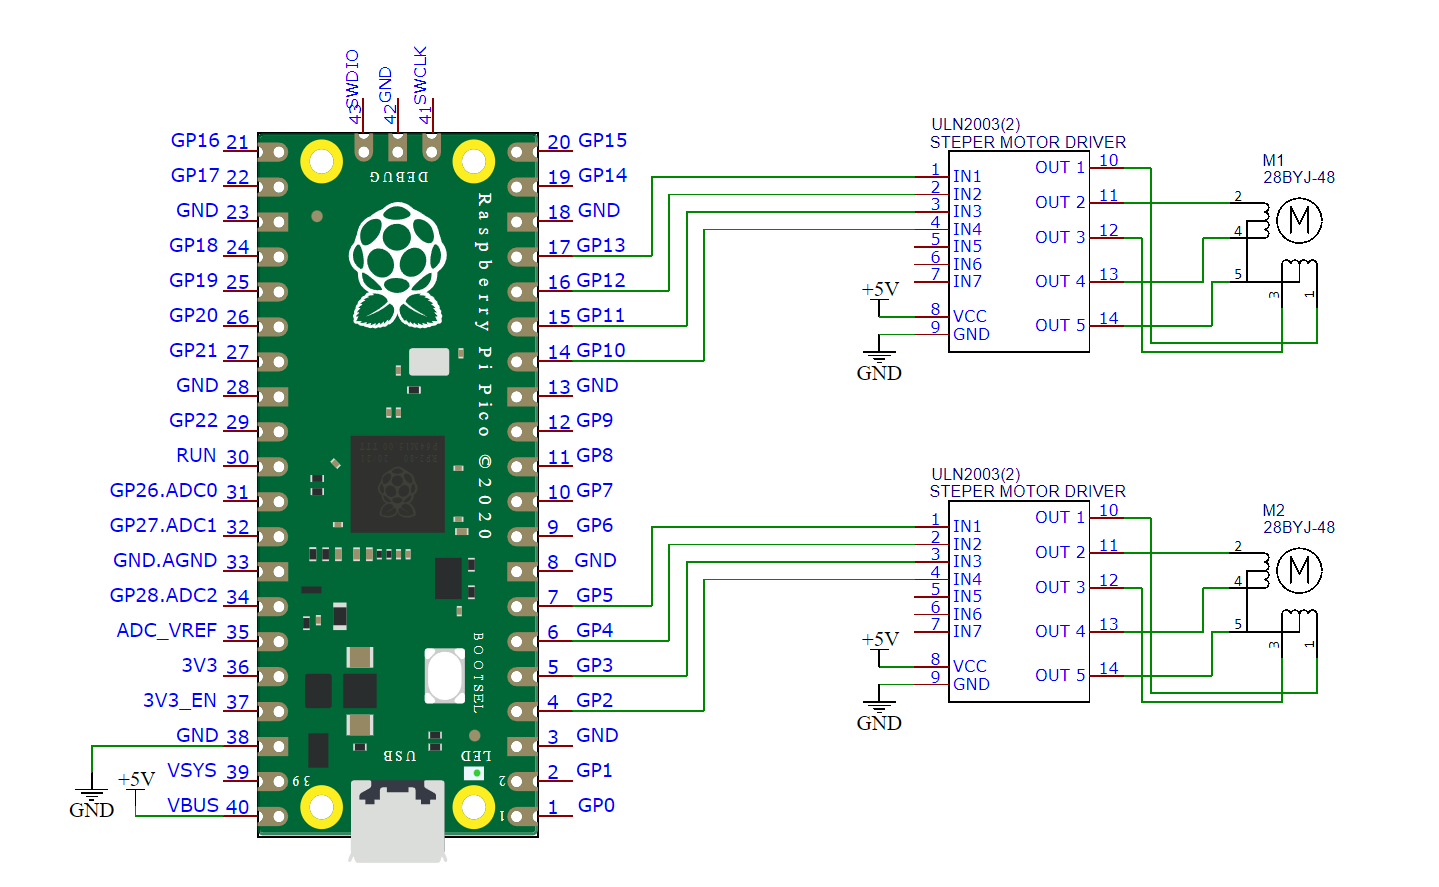 43 SWDIO
42 GND
41 SWCLK
GP16 21
GP17 22
GND 23
GP18 24
GP19 25
GP20 26
GP21 27
GND 28
GP22 29
RUN 30
GP26.ADC0 31
GP27.ADC1 32
GND.AGND 33
GP28.ADC2 34
ADC_VREF 35
3V3 36
3V3_EN 37
GND 38
VSYS 39
VBUS 40
+5V
GND
DEBUG
Raspberry Pi Pico © 2020
BOOTSEL
USB
LED
39
2
1
20 GP15
19 GP14
18 GND
17 GP13
16 GP12
15 GP11
14 GP10
13 GND
12 GP9
11 GP8
10 GP7
9 GP6
8 GND
7 GP5
6 GP4
5 GP3
4 GP2
3 GND
2 GP1
1 GP0
ULN2003(2)
STEPER MOTOR DRIVER
1 IN1
2 IN2
3 IN3
4 IN4
5 IN5
6 IN6
7 IN7
8 VCC
9 GND
+5V
GND
OUT 1 10
OUT 2 11
OUT 3 12
OUT 4 13
OUT 5 14
M1
28BYJ-48
2
4
5
3
1
M
ULN2003(2)
STEPER MOTOR DRIVER
1 IN1
2 IN2
3 IN3
4 IN4
5 IN5
6 IN6
7 IN7
8 VCC
9 GND
+5V
GND
OUT 1 10
OUT 2 11
OUT 3 12
OUT 4 13
OUT 5 14
M2
28BYJ-48
2
4
5
3
1
M